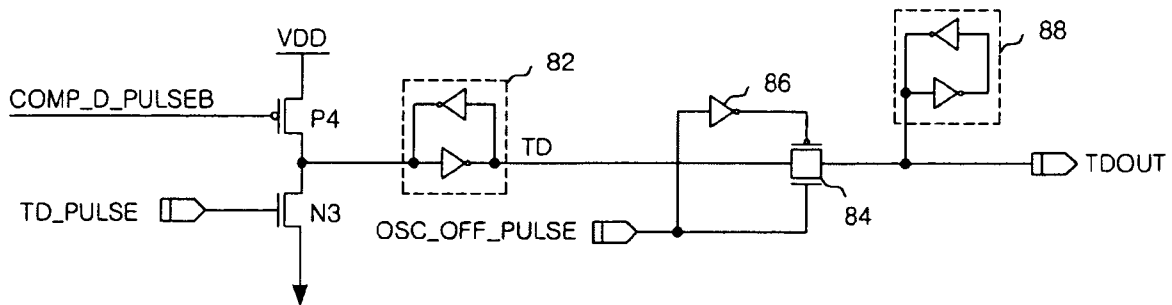 VDD
82
88
86
COMP_D_PULSEB
P4
TD
TDOUT
TD_PULSE
N3
84
OSC_OFF_PULSE